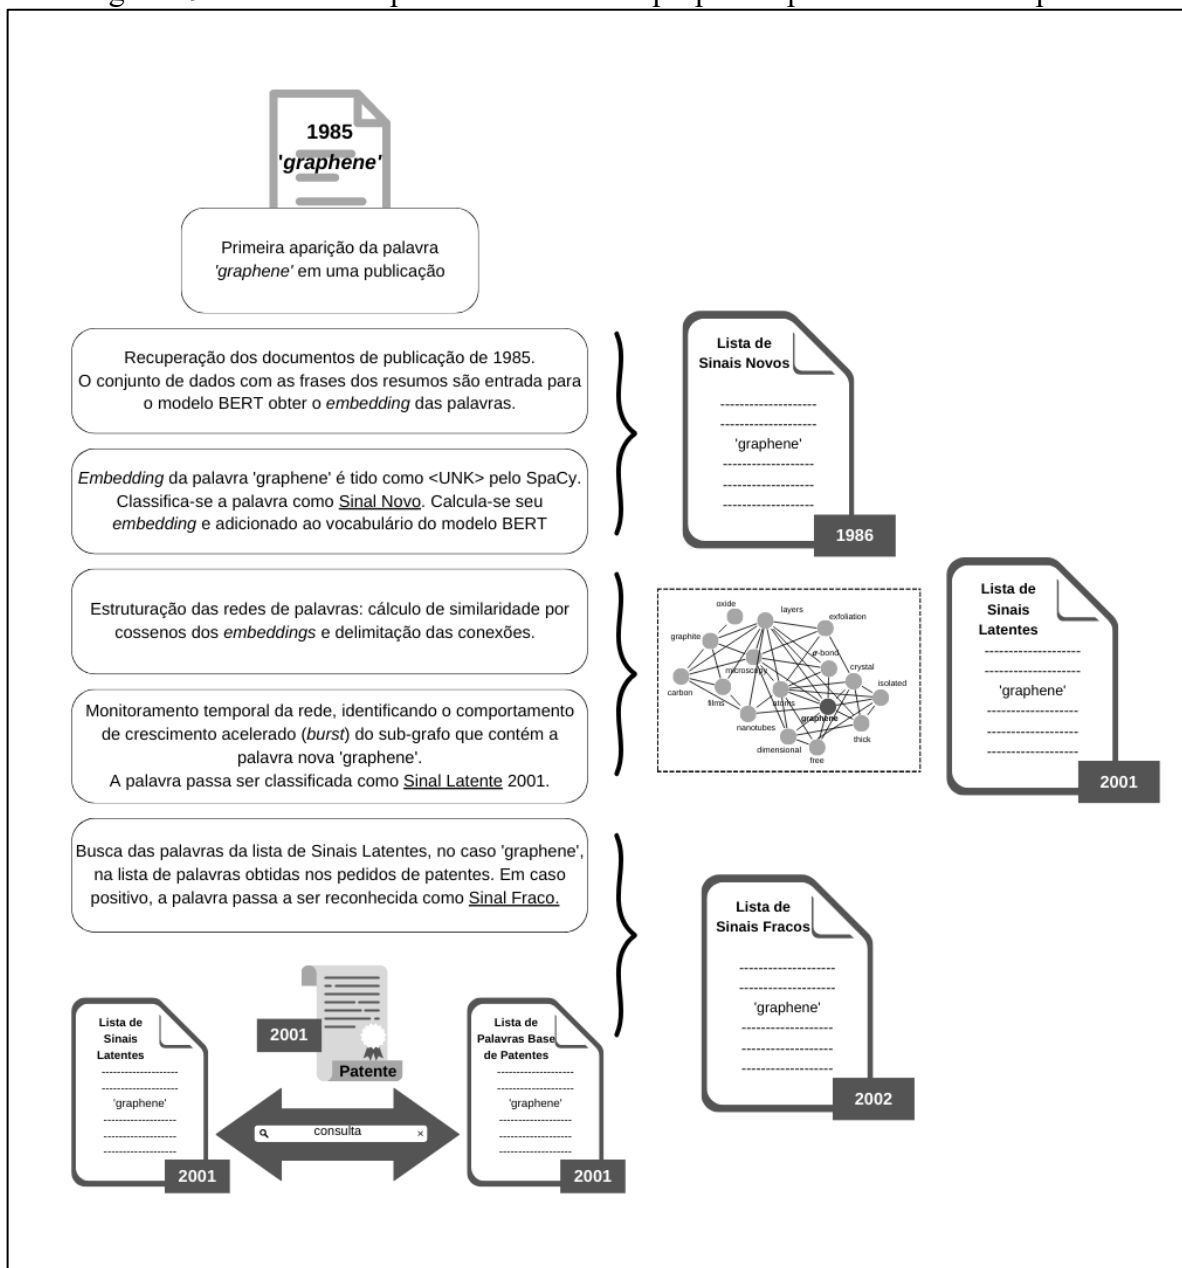 1985
'graphene'
Primeira aparição da palavra
'graphene' em uma publicação
Recuperação dos documentos de publicação de 1985.
O conjunto de dados com as frases dos resumos são entrada para
o modelo BERT obter o embedding das palavras.
Embedding da palavra 'graphene' é tido como <UNK> pelo SpaCy.
Classifica-se a palavra como Sinal Novo. Calcula-se seu
embedding e adicionado ao vocabulário do modelo BERT
Lista de
Sinais Novos
'graphene'
1986
Estruturação das redes de palavras: cálculo de similaridade por
cossenos dos embeddings e delimitação das conexões.
Monitoramento temporal da rede, identificando o comportamento
de crescimento acelerado (burst) do sub-grafo que contém a
palavra nova 'graphene'.
A palavra passa ser classificada como Sinal Latente 2001.
oxide
layers
exfoliation
graphite
σ-bond
microscopy
crystal
carbon
isolated
films
atoms
graphene
nanotubes
thick
dimensional
free
Lista de
Sinais
Latentes
'graphene'
2001
Busca das palavras da lista de Sinais Latentes, no caso 'graphene',
na lista de palavras obtidas nos pedidos de patentes. Em caso
positivo, a palavra passa a ser reconhecida como Sinal Fraco.
Lista de
Sinais Fracos
'graphene'
2002
Lista de
Sinais
Latentes
'graphene'
2001
2001
Patente
consulta
Lista de
Palavras Base
de Patentes
'graphene'
2001